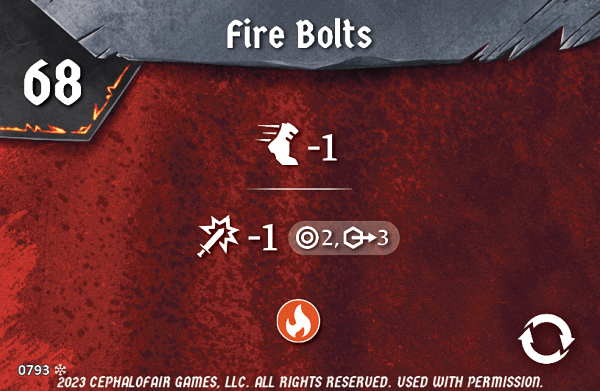 Fire Bolts
68
-1
-1 2, 3
0793
2023 CEPHALOFAIR GAMES, LLC. ALL RIGHTS RESERVED. USED WITH PERMISSION.